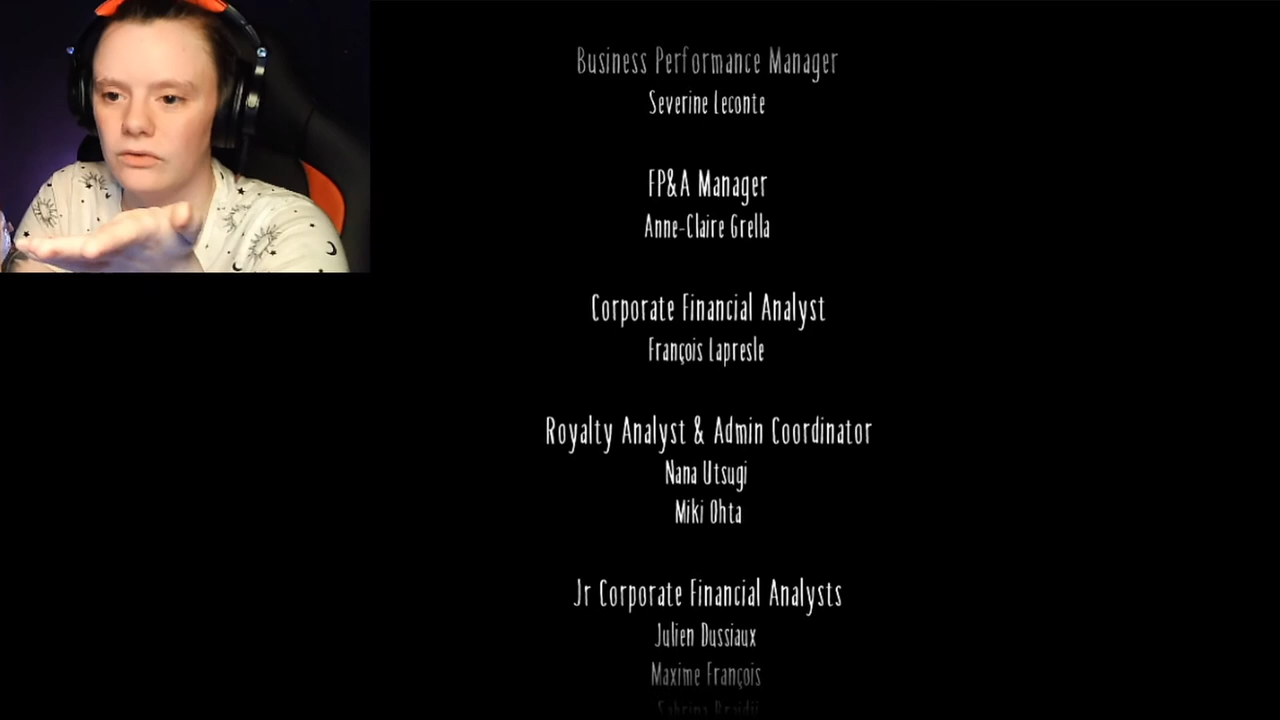 Business Performance Manager
Severine Leconte
FP&A Manager
Anne-Claire Grella
Corporate Financial Analyst
François Lapresle
Royalty Analyst & Admin Coordinator
Nana Utsugi
Miki Ohta
Jr Corporate Financial Analysts
Julien Dussiaux
Maxime François